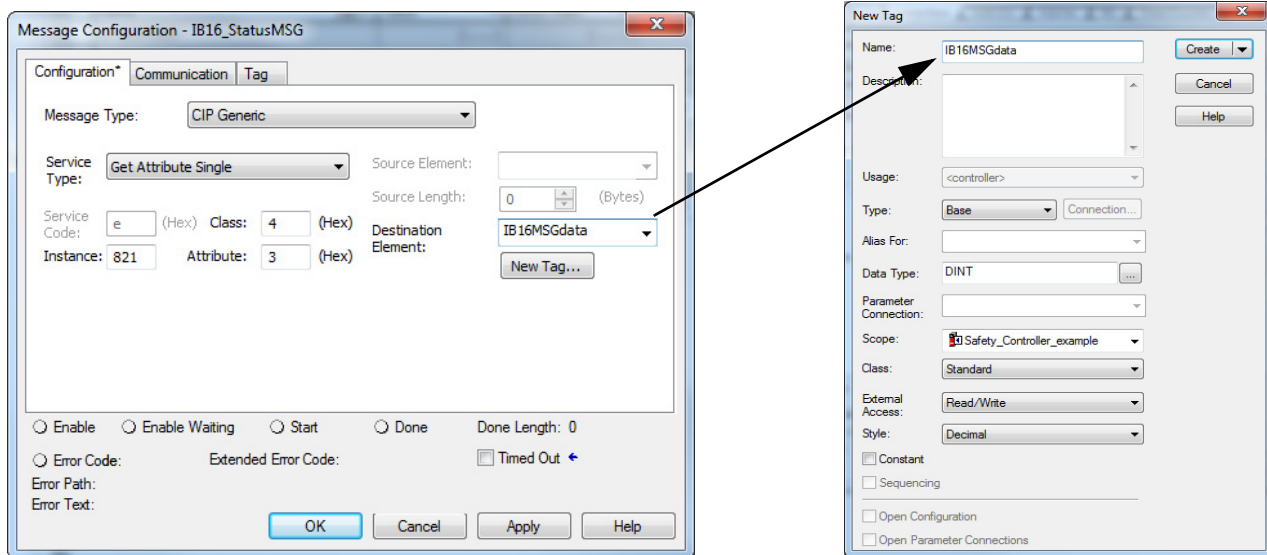 Message Configuration - IB16_StatusMSG
Configuration* Communication Tag
Message Type: CIP Generic
Service Type: Get Attribute Single
Source Element:
Source Length: 0 (Bytes)
Service Code: e (Hex) Class: 4 (Hex)
Destination Element: IB16MSGdata
Instance: 821 Attribute: 3 (Hex)
New Tag...
Enable Enable Waiting Start Done Done Length: 0
Error Code: Extended Error Code: Timed Out
Error Path:
Error Text:
OK Cancel Apply Help
New Tag
Name: IB16MSGdata Create
Description: Cancel
Help
Usage: <controller>
Type: Base Connection...
Alias For:
Data Type: DINT ...
Parameter
Connection:
Scope: Safety_Controller_example
Class: Standard
External
Access: Read/Write
Style: Decimal
Constant
Sequencing
Open Configuration
Open Parameter Connections